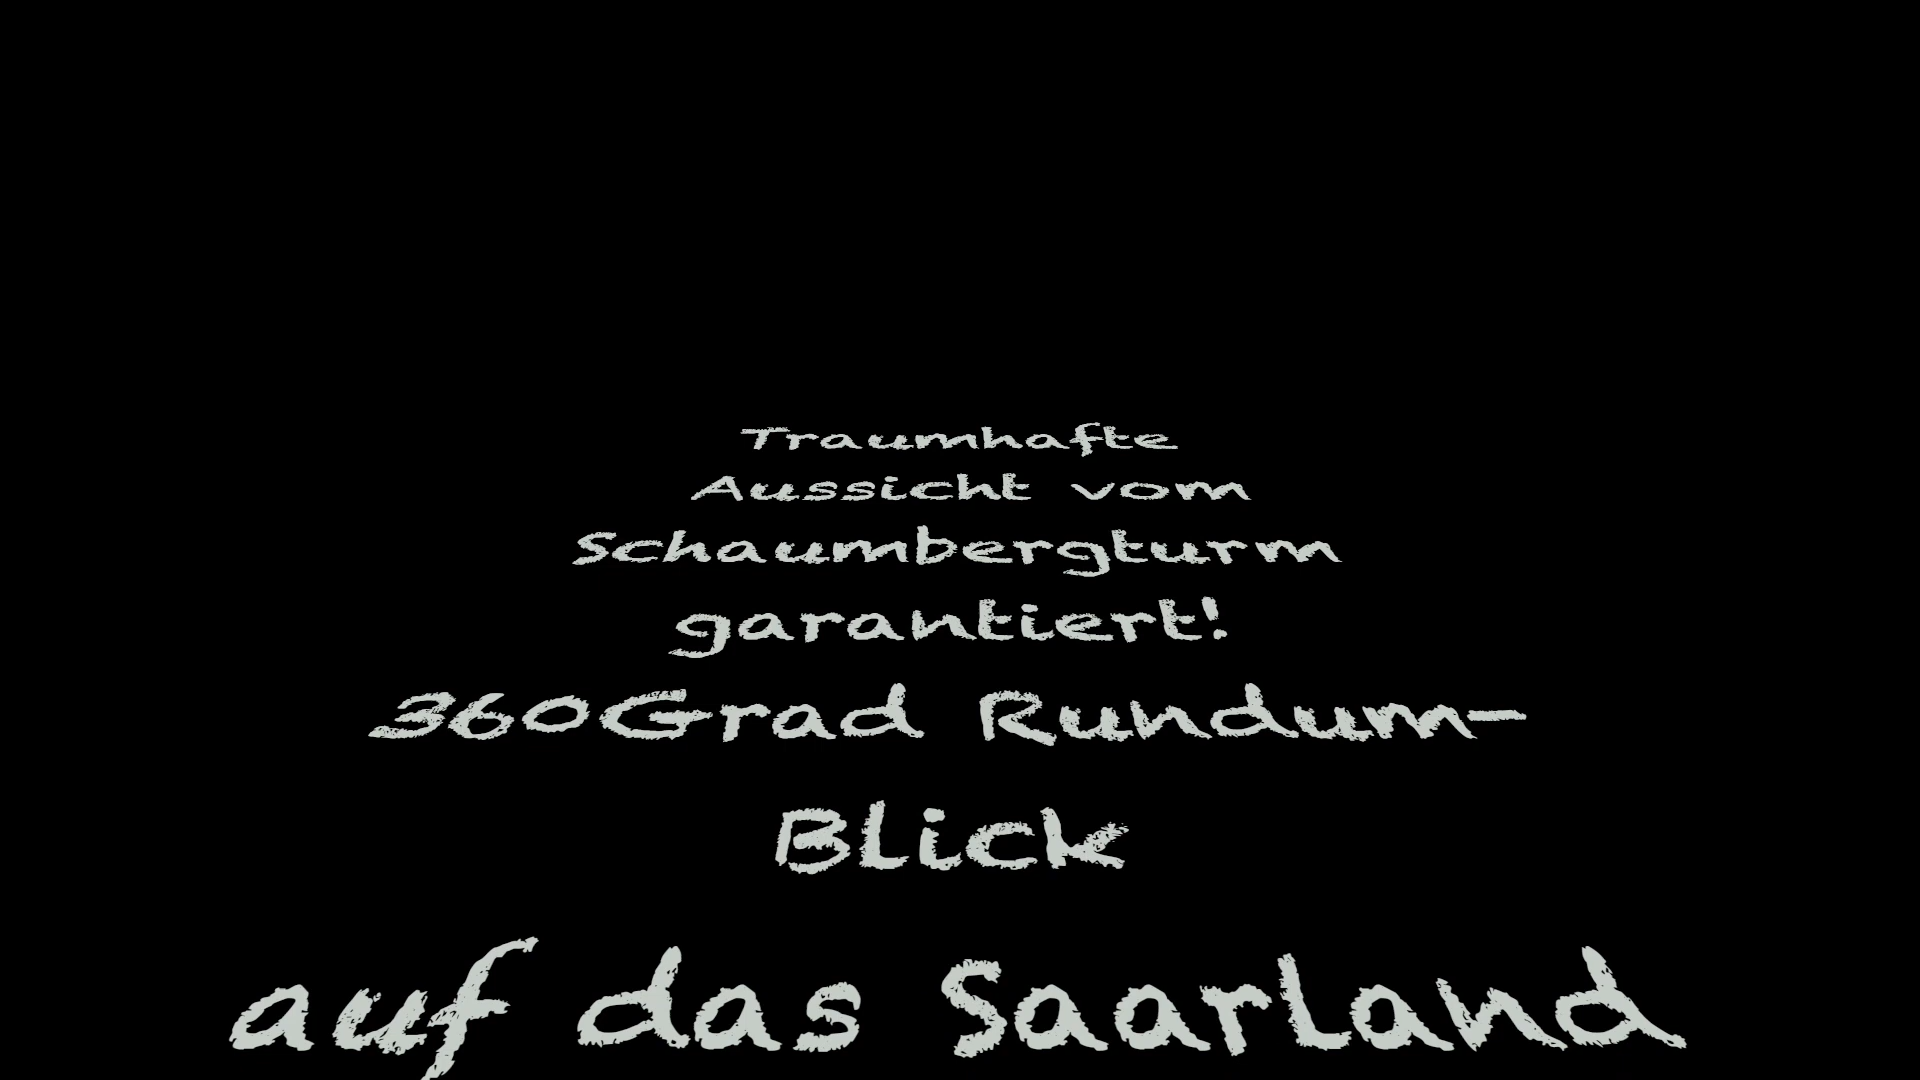 Traumhafte
Aussicht vom
Schaumbergturm
garantiert!
360Grad Rundum-
Blick
auf das Saarland